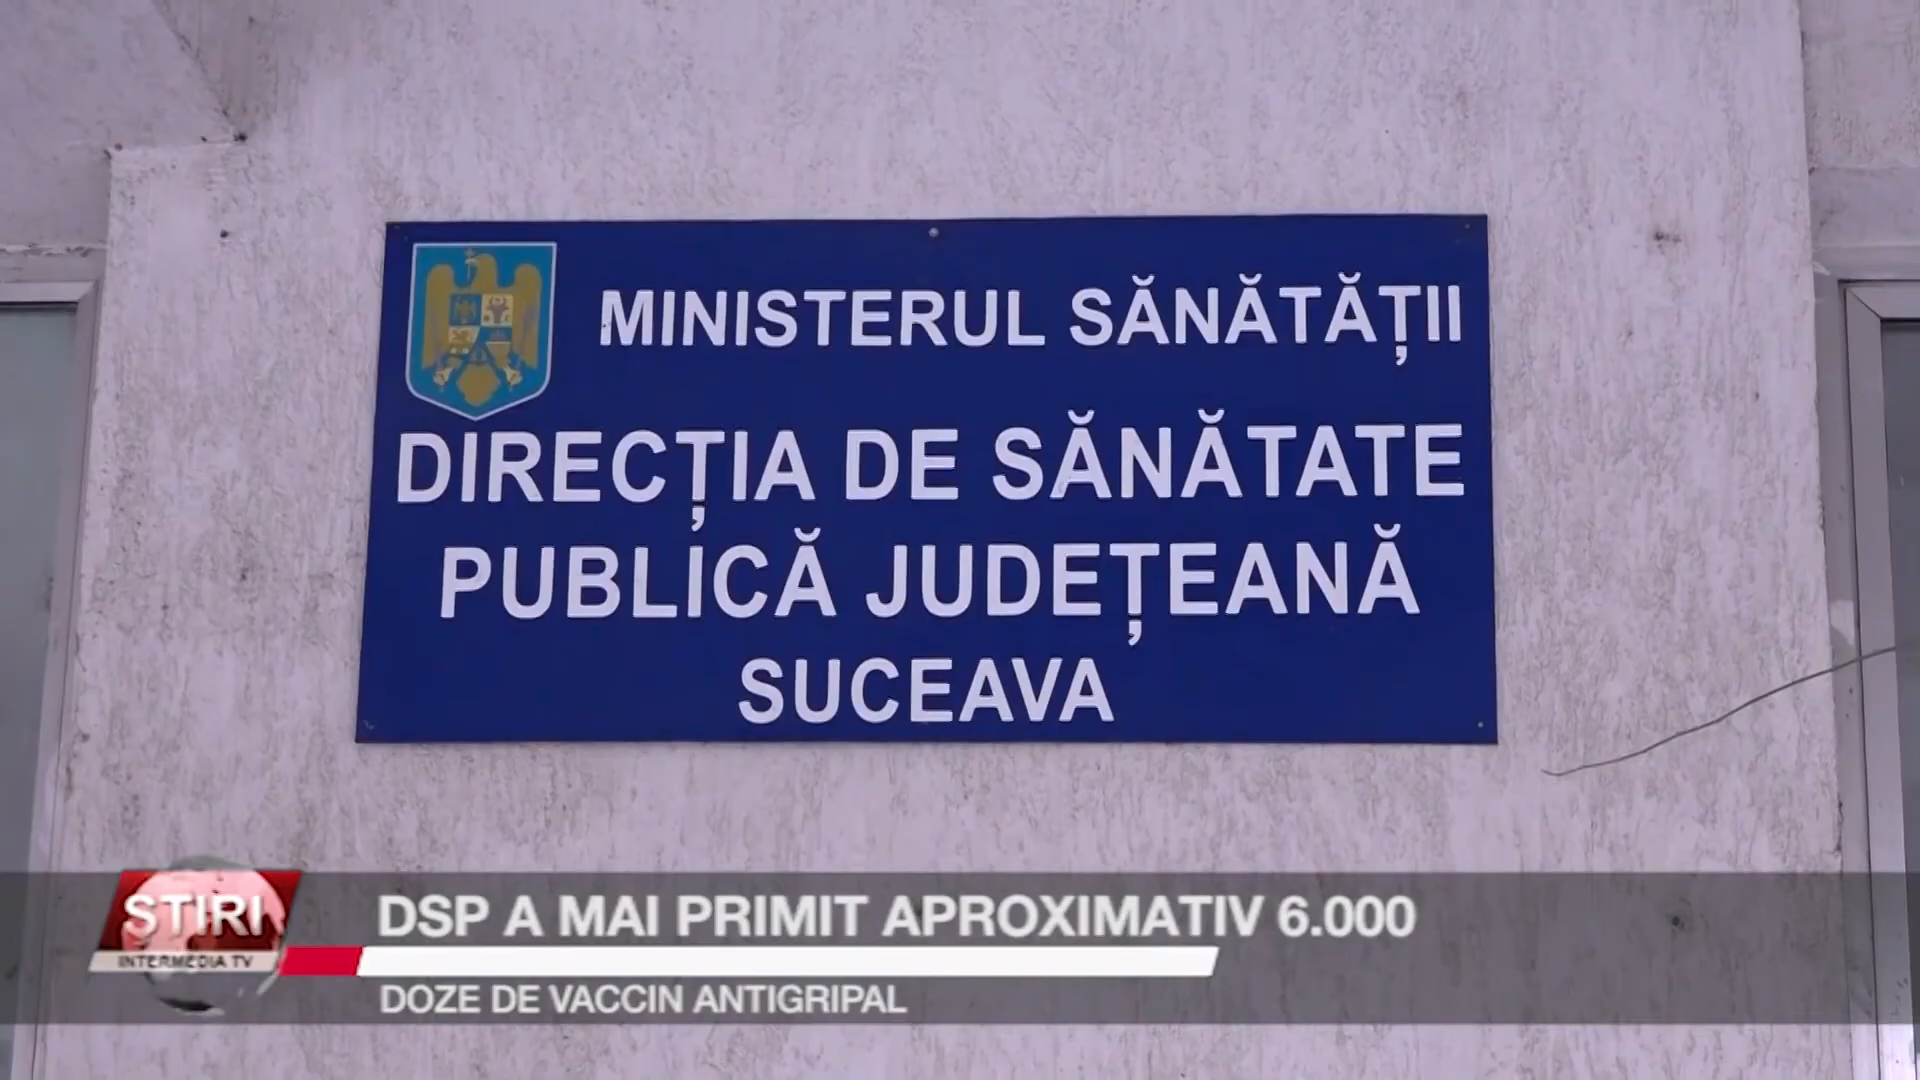 MINISTERUL SĂNĂTĂȚII
DIRECȚIA DE SĂNĂTATE
PUBLICĂ JUDEȚEANĂ
SUCEAVA
STIRI
INTERMEDIA TV
DSP A MAI PRIMIT APROXIMATIV 6.000
DOZE DE VACCIN ANTIGRIPAL